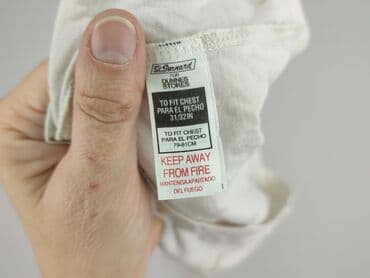 St. Bernard
FOR
DUNNES
STORES
TO FIT CHEST
PARA EL PECHO
31/32IN
TO FIT CHEST
PARA EL PECHO
79-81CM
KEEP AWAY
FROM FIRE
MANTENGA APARTADO
DEL FUEGO